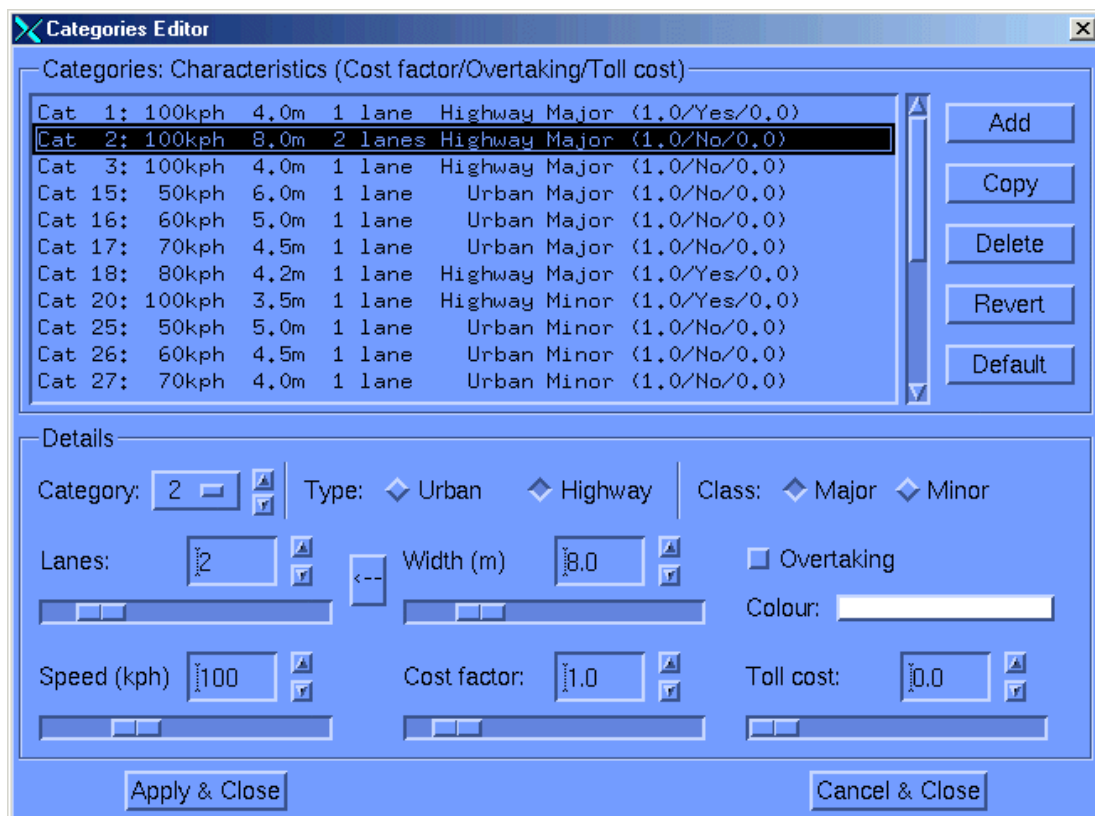 Categories Editor
Categories: Characteristics (Cost factor/Overtaking/Toll cost)
Cat 1: 100kph 4.0m 1 lane Highway Major (1.0/Yes/0.0)
Cat 2: 100kph 8.0m 2 lanes Highway Major (1.0/No/0.0)
Cat 3: 100kph 4.0m 1 lane Highway Major (1.0/No/0.0)
Cat 15: 50kph 6.0m 1 lane Urban Major (1.0/No/0.0)
Cat 16: 60kph 5.0m 1 lane Urban Major (1.0/No/0.0)
Cat 17: 70kph 4.5m 1 lane Urban Major (1.0/No/0.0)
Cat 18: 80kph 4.2m 1 lane Highway Major (1.0/Yes/0.0)
Cat 20: 100kph 3.5m 1 lane Highway Minor (1.0/Yes/0.0)
Cat 25: 50kph 5.0m 1 lane Urban Minor (1.0/No/0.0)
Cat 26: 60kph 4.5m 1 lane Urban Minor (1.0/No/0.0)
Cat 27: 70kph 4.0m 1 lane Urban Minor (1.0/No/0.0)
Add
Copy
Delete
Revert
Default
Details
Category: 2 Type: Urban Highway Class: Major Minor
Lanes: 2 <-- Width (m) 8.0 Overtaking
Colour:
Speed (kph) 100 Cost factor: 1.0 Toll cost: 0.0
Apply & Close Cancel & Close